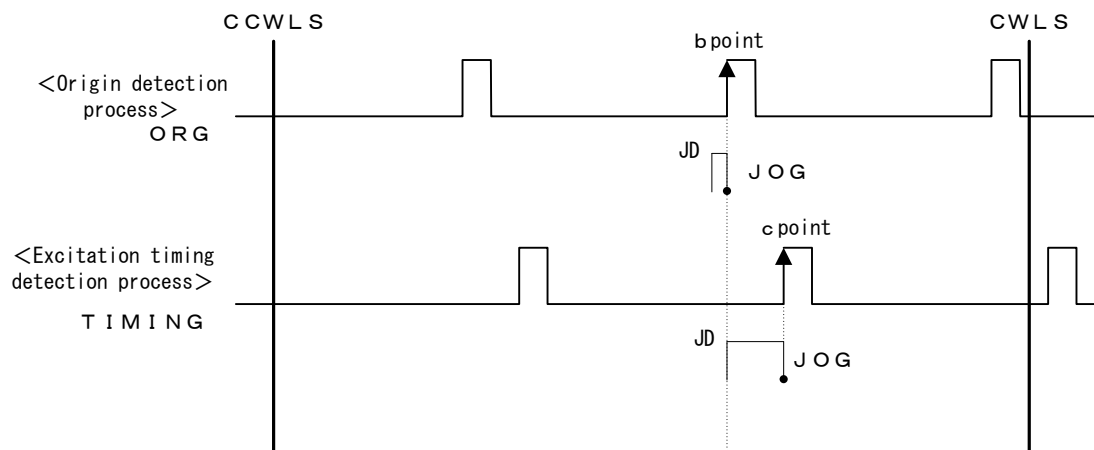 CCWLS
CWLS
b point
<Origin detection
process>
ORG
JD
JOG
c point
<Excitation timing
detection process>
TIMING
JD
JOG